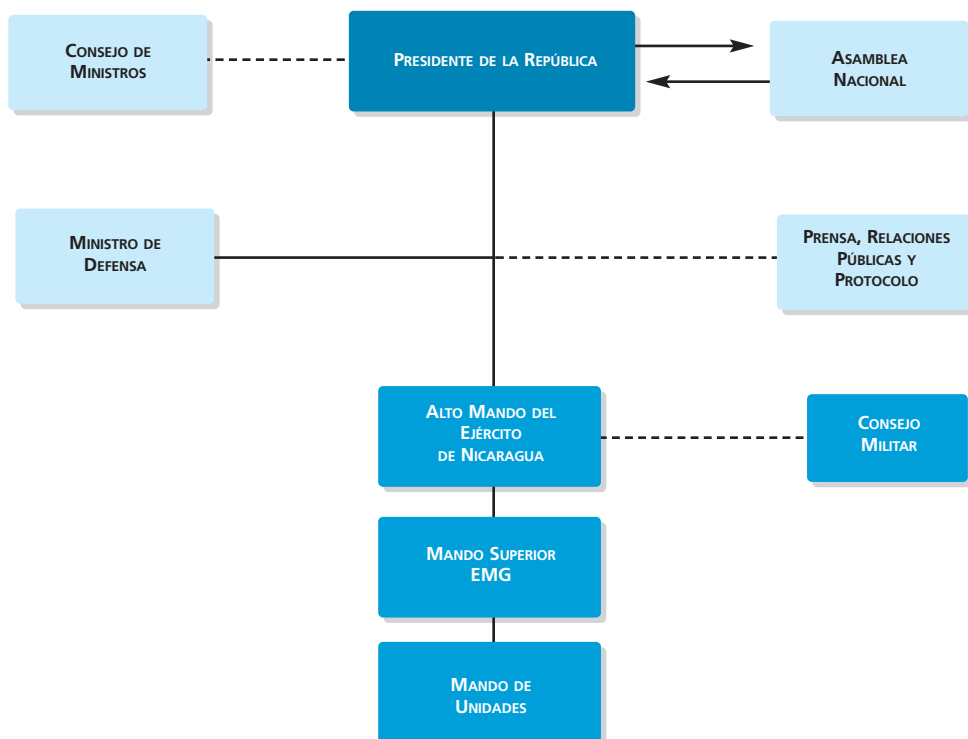 Consejo de
Ministros
Presidente de la República
Asamblea
Nacional
Ministro de
Defensa
Prensa, Relaciones
Públicas y
Protocolo
Alto Mando del
Ejército
de Nicaragua
Consejo
Militar
Mando Superior
EMG
Mando de
Unidades